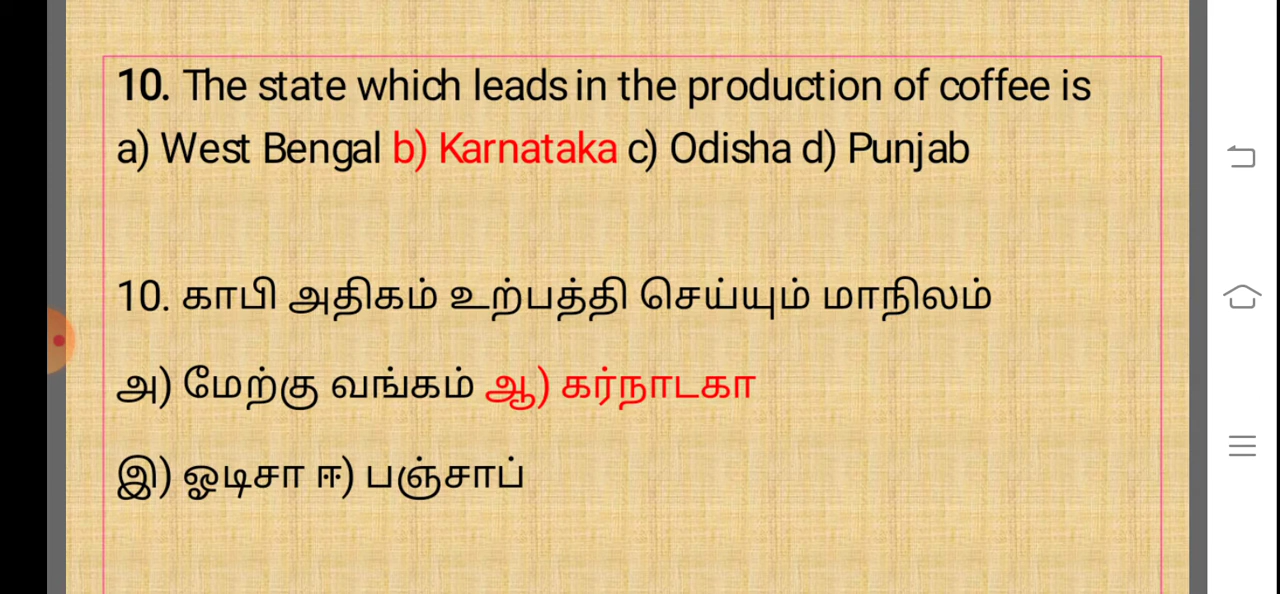 10. The state which leads in the production of coffee is
a) West Bengal b) Karnataka c) Odisha d) Punjab
10. காபி அதிகம் உற்பத்தி செய்யும் மாநிலம்
அ) மேற்கு வங்கம் ஆ) கர்நாடகா
இ) ஓடிசா ஈ) பஞ்சாப்